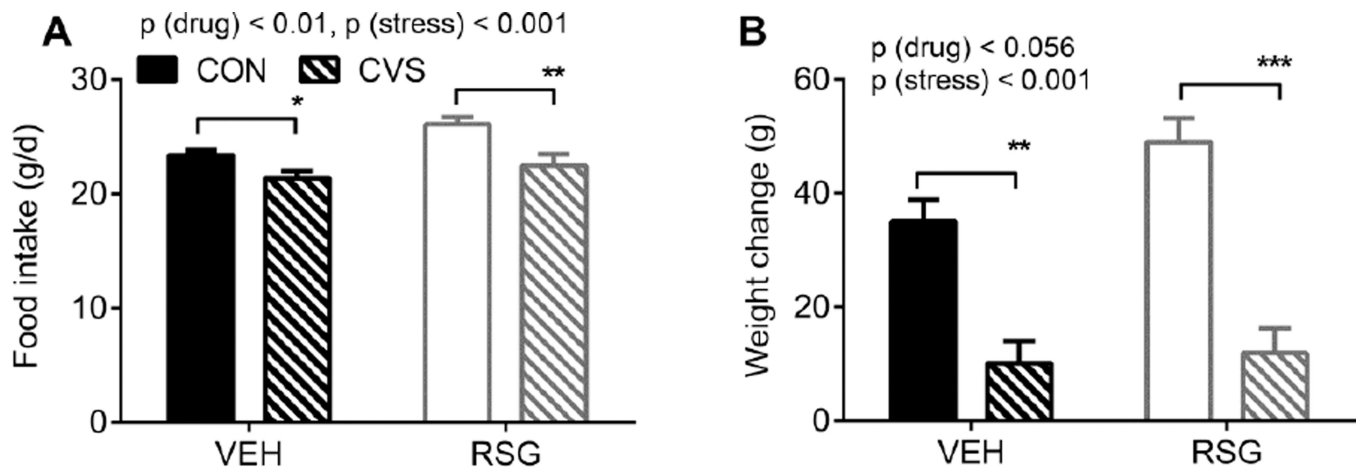 A
p (drug) < 0.01, p (stress) < 0.001
CON CVS
Food intake (g/d)
30
20
10
0
*
**
VEH RSG
B
p (drug) < 0.056
p (stress) < 0.001
Weight change (g)
60
40
20
0
**
***
VEH RSG